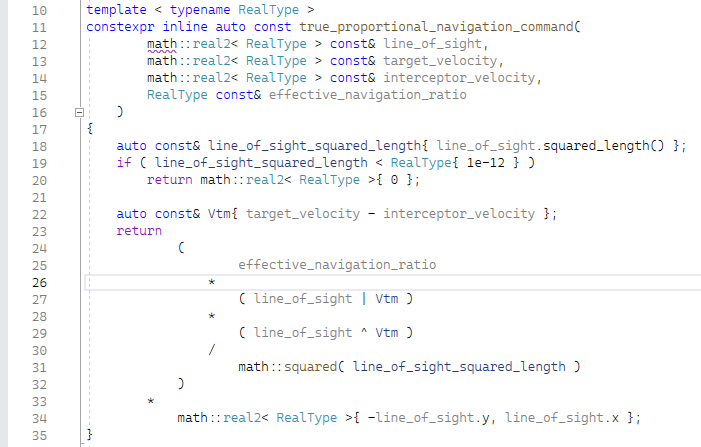 10 template < typename RealType >
11 constexpr inline auto const true_proportional_navigation_command(
12 math::real2< RealType > const& line_of_sight,
13 math::real2< RealType > const& target_velocity,
14 math::real2< RealType > const& interceptor_velocity,
15 RealType const& effective_navigation_ratio
16 )
17 {
18 auto const& line_of_sight_squared_length{ line_of_sight.squared_length() };
19 if ( line_of_sight_squared_length < RealType{ 1e-12 } )
20 return math::real2< RealType >{ 0 };
21
22 auto const& Vtm{ target_velocity - interceptor_velocity };
23 return
24 (
25 effective_navigation_ratio
26 *
27 ( line_of_sight | Vtm )
28 *
29 ( line_of_sight ^ Vtm )
30 /
31 math::squared( line_of_sight_squared_length )
32 )
33 *
34 math::real2< RealType >{ -line_of_sight.y, line_of_sight.x };
35 }